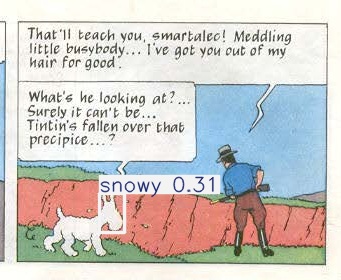 That'll teach you, smartalec! Meddling
little busybody... I've got you out of my
hair for good.
What's he looking at?...
Surely it can't be...
Tintin's fallen over that
precipice...?
snowy 0.31